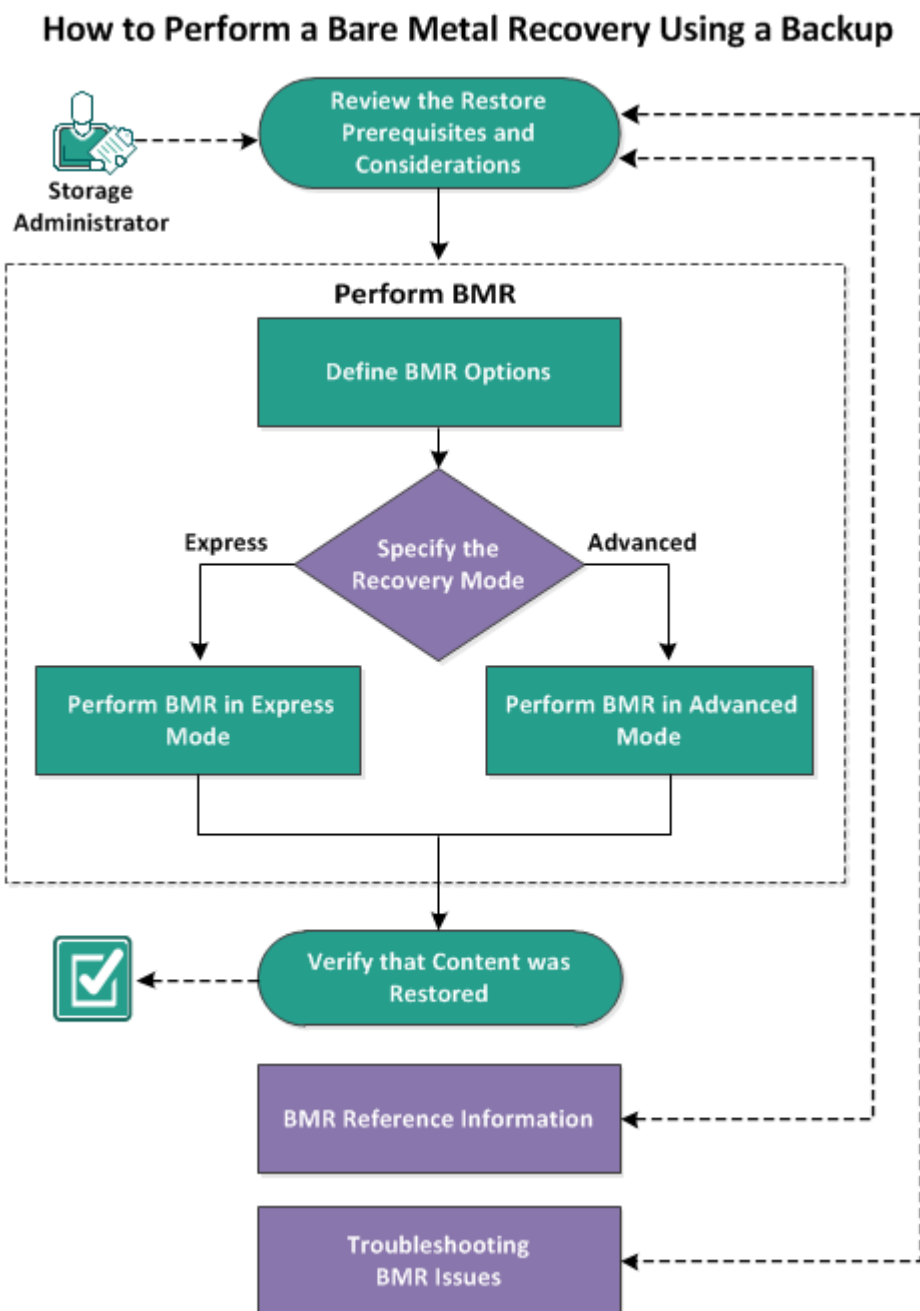 How to Perform a Bare Metal Recovery Using a Backup
Review the Restore
Prerequisites and
Considerations
Storage
Administrator
Perform BMR
Define BMR Options
Express
Specify the
Recovery Mode
Advanced
Perform BMR in Express
Mode
Perform BMR in Advanced
Mode
Verify that Content was
Restored
BMR Reference Information
Troubleshooting
BMR Issues